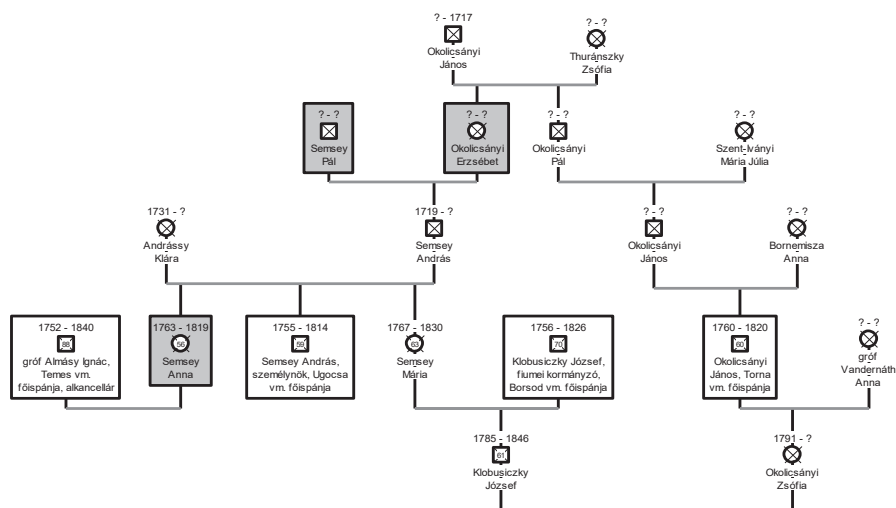 ? - 1717
Okolicsányi
János
? - ?
Thuránszky
Zsófia
? - ?
Semsey
Pál
? - ?
Okolicsányi
Erzsébet
? - ?
Okolicsányi
Pál
? - ?
Szent-Iványi
Mária Júlia
1731 - ?
Andrássy
Klára
1719 - ?
Semsey
András
? - ?
Okolicsányi
János
? - ?
Bornemisza
Anna
1752 - 1840
88
gróf Almásy Ignác,
Temes vm.
főispánja, alkancellár
1763 - 1819
56
Semsey
Anna
1755 - 1814
59
Semsey András,
személynök, Ugocsa
vm. főispánja
1767 - 1830
63
Semsey
Mária
1756 - 1826
70
Klobusiczky József,
fiumei kormányzó,
Borsod vm. főispánja
1760 - 1820
60
Okolicsányi
János, Torna
vm. főispánja
? - ?
gróf
Vandernáth
Anna
1785 - 1846
61
Klobusiczky
József
1791 - ?
Okolicsányi
Zsófia